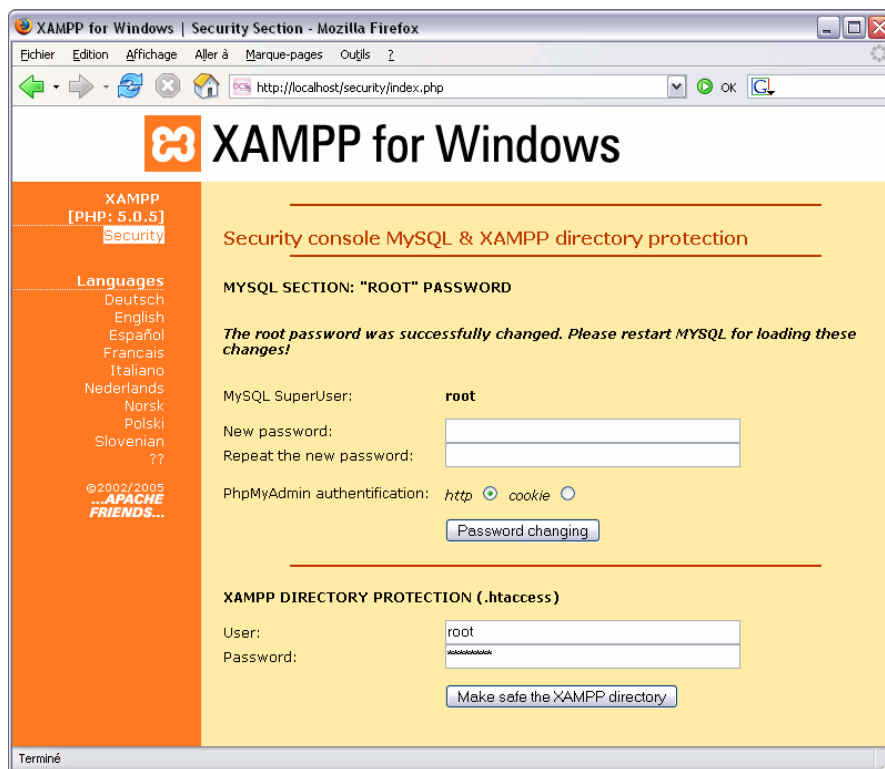 XAMPP for Windows | Security Section - Mozilla Firefox
Fichier Edition Affichage Aller à Marque-pages Outils ?
http://localhost/security/index.php OK G
XAMPP for Windows
XAMPP
[PHP: 5.0.5]
Security
Languages
Deutsch
English
Español
Francais
Italiano
Nederlands
Norsk
Polski
Slovenian
??
©2002/2005
...APACHE
FRIENDS...
Security console MySQL & XAMPP directory protection
MYSQL SECTION: "ROOT" PASSWORD
The root password was successfully changed. Please restart MYSQL for loading these
changes!
MySQL SuperUser: root
New password:
Repeat the new password:
PhpMyAdmin authentification: http cookie
Password changing
XAMPP DIRECTORY PROTECTION (.htaccess)
User: root
Password: ********
Make safe the XAMPP directory
Terminé